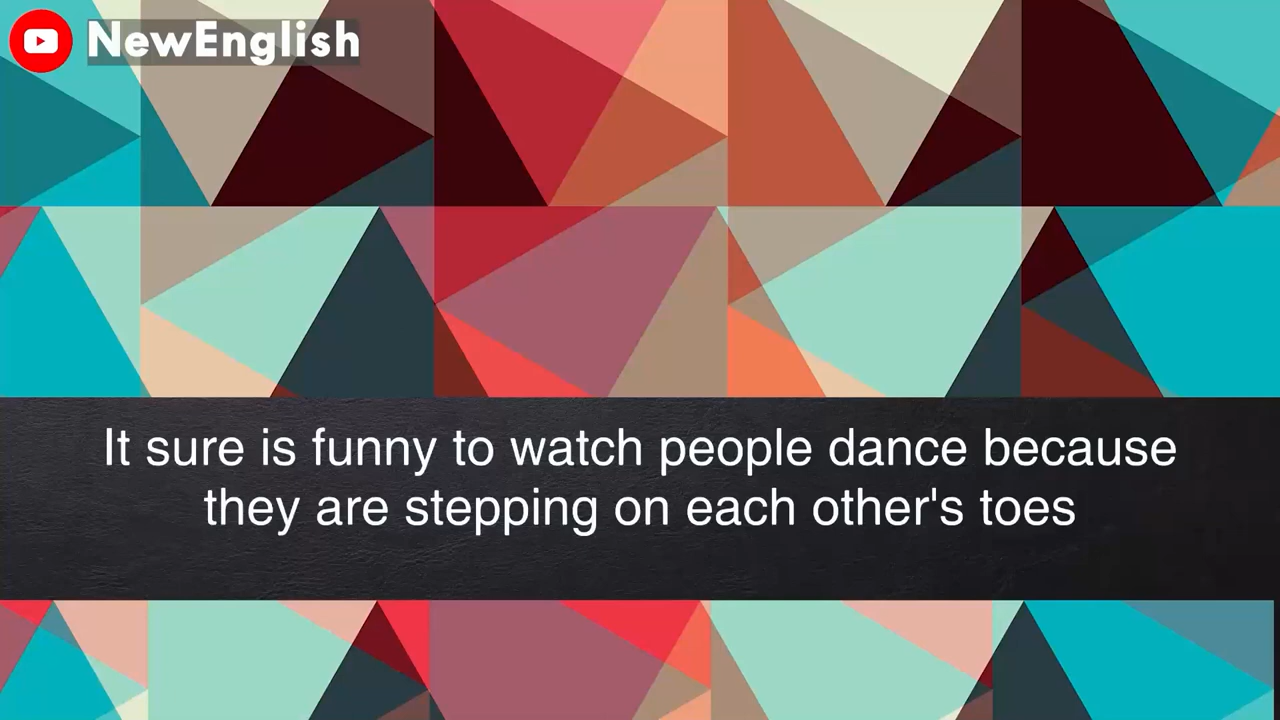 NewEnglish
It sure is funny to watch people dance because
they are stepping on each other's toes